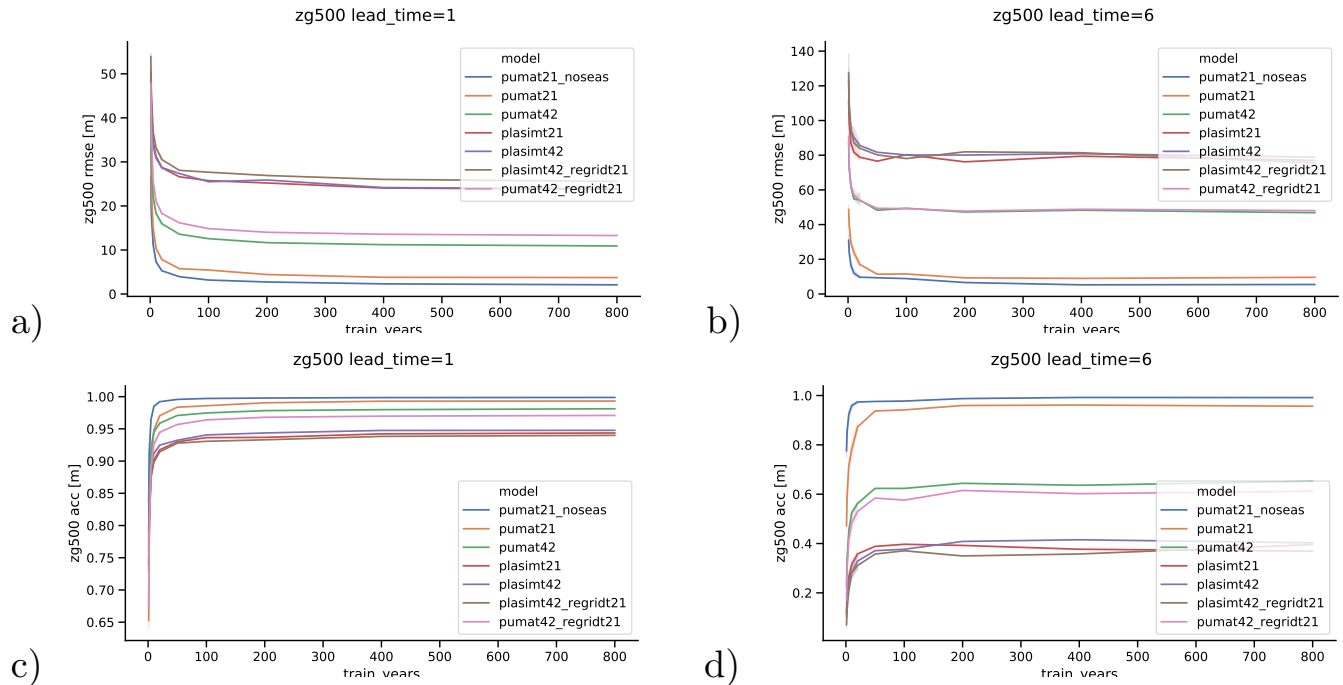 zg500 lead_time=1
zg500 rmse [m]
50
40
30
20
10
0
0 100 200 300 400 500 600 700 800
train_years
model
pumat21_noseas
pumat21
pumat42
plasimt21
plasimt42
plasimt42_regridt21
pumat42_regridt21
a)
zg500 lead_time=6
zg500 rmse [m]
140
120
100
80
60
40
20
0
0 100 200 300 400 500 600 700 800
train_years
model
pumat21_noseas
pumat21
pumat42
plasimt21
plasimt42
plasimt42_regridt21
pumat42_regridt21
b)
zg500 lead_time=1
zg500 acc [m]
1.00
0.95
0.90
0.85
0.80
0.75
0.70
0.65
0 100 200 300 400 500 600 700 800
train_years
model
pumat21_noseas
pumat21
pumat42
plasimt21
plasimt42
plasimt42_regridt21
pumat42_regridt21
c)
zg500 lead_time=6
zg500 acc [m]
1.0
0.8
0.6
0.4
0.2
0 100 200 300 400 500 600 700 800
train_years
model
pumat21_noseas
pumat21
pumat42
plasimt21
plasimt42
plasimt42_regridt21
pumat42_regridt21
d)